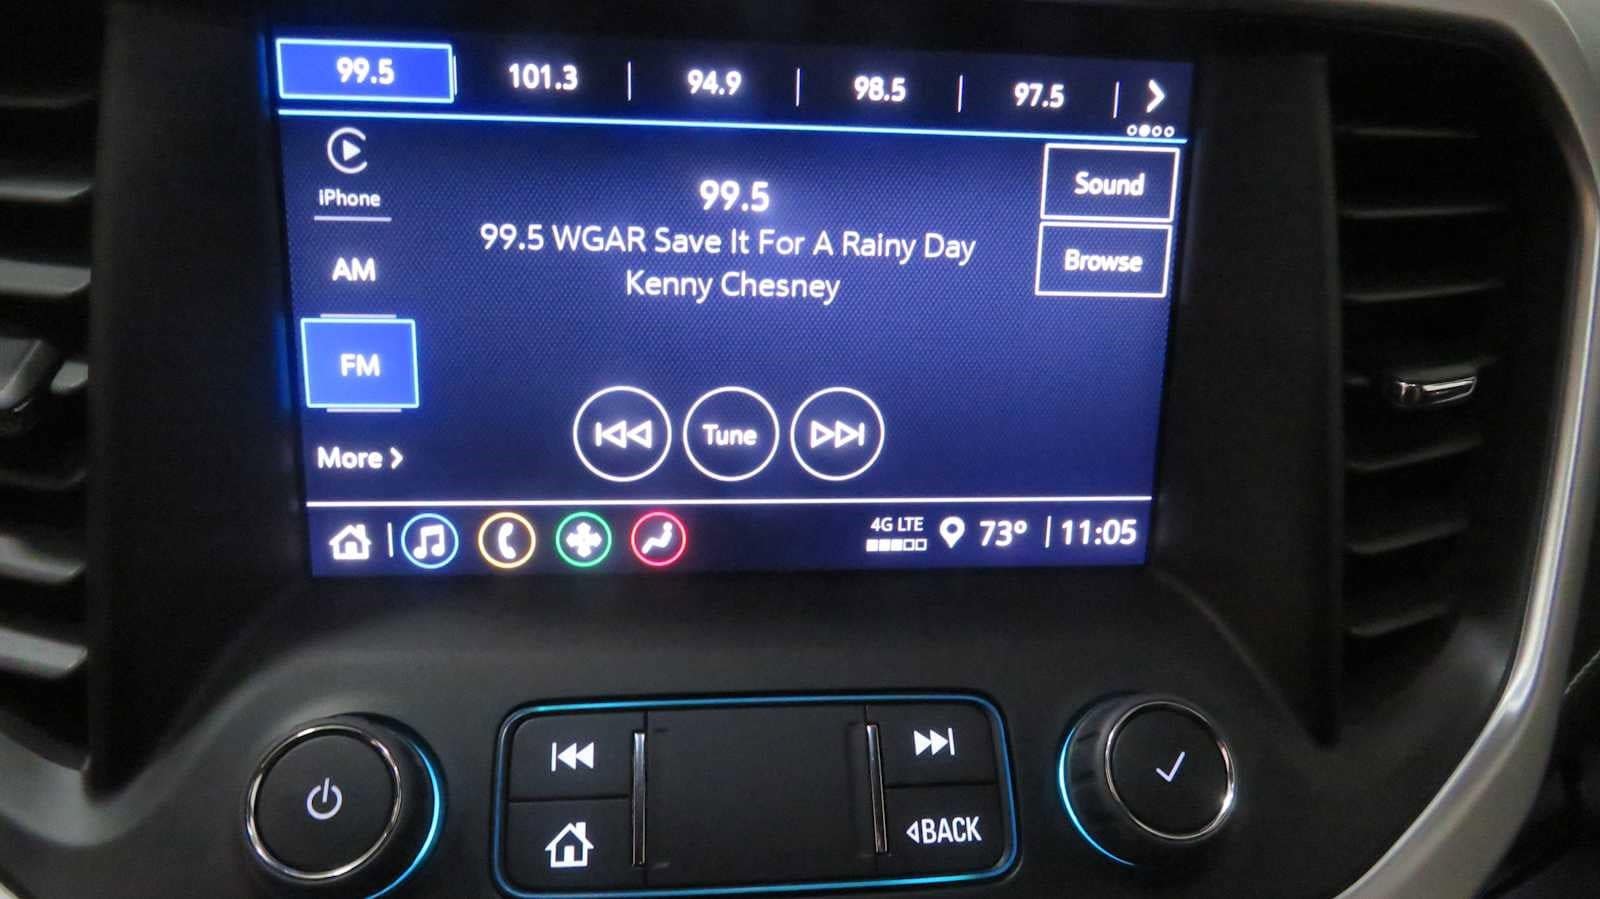 99.5 101.3 94.9 98.5 97.5
iPhone
AM
FM
More
99.5
99.5 WGAR Save It For A Rainy Day
Kenny Chesney
Sound
Browse
Tune
4G LTE
73° 11:05
BACK